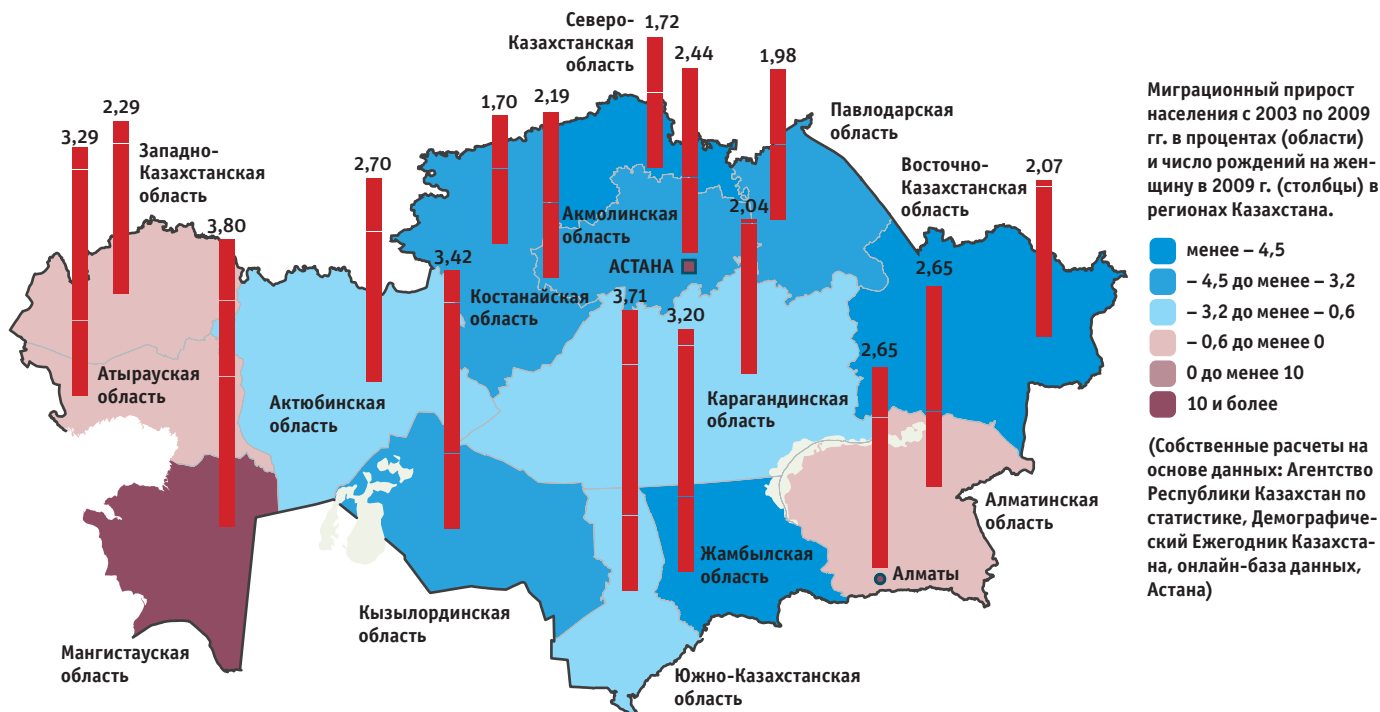 Северо-
Казахстанская
область
1,72
2,44
1,98
Павлодарская
область
1,70
2,19
2,29
3,29
Западно-
Казахстанская
область
2,70
Восточно-
Казахстанская
область
2,07
3,80
Акмолинская
область
2,04
3,42
АСТАНА
2,65
Костанайская
область
3,71
3,20
2,65
Атырауская
область
Актюбинская
область
Карагандинская
область
Алматинская
область
Жамбылская
область
Алматы
Кызылординская
область
Мангистауская
область
Южно-Казахстанская
область
Миграционный прирост
населения с 2003 по 2009
гг. в процентах (области)
и число рождений на жен-
щину в 2009 г. (столбцы) в
регионах Казахстана.
менее – 4,5
– 4,5 до менее – 3,2
– 3,2 до менее – 0,6
– 0,6 до менее 0
0 до менее 10
10 и более
(Собственные расчеты на
основе данных: Агентство
Республики Казахстан по
статистике, Демографиче-
ский Ежегодник Казахста-
на, онлайн-база данных,
Астана)